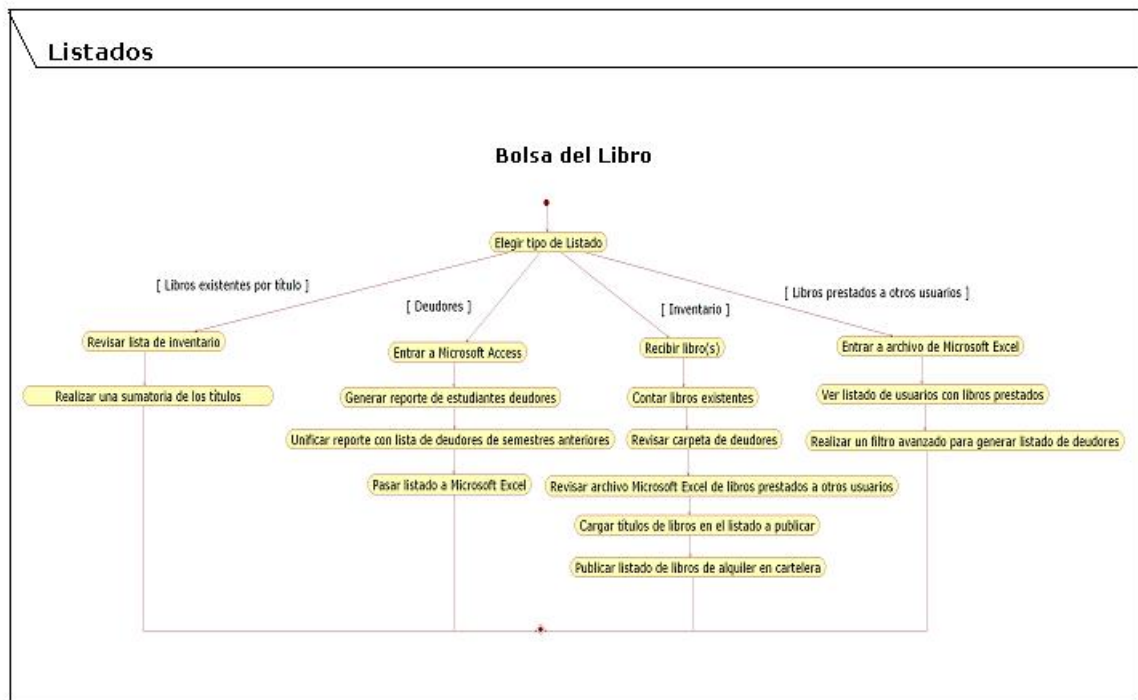 Listados
Bolsa del Libro
Elegir tipo de Listado
[ Libros existentes por título ]
[ Deudores ]
[ Inventario ]
[ Libros prestados a otros usuarios ]
Revisar lista de inventario
Realizar una sumatoria de los títulos
Entrar a Microsoft Access
Generar reporte de estudiantes deudores
Unificar reporte con lista de deudores de semestres anteriores
Pasar listado a Microsoft Excel
Recibir libro(s)
Contar libros existentes
Revisar carpeta de deudores
Revisar archivo Microsoft Excel de libros prestados a otros usuarios
Cargar títulos de libros en el listado a publicar
Publicar listado de libros de alquiler en cartelera
Entrar a archivo de Microsoft Excel
Ver listado de usuarios con libros prestados
Realizar un filtro avanzado para generar listado de deudores